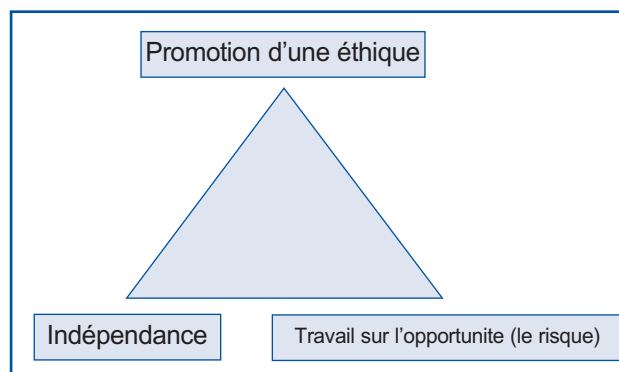 Promotion d’une éthique
Indépendance
Travail sur l’opportunite (le risque)